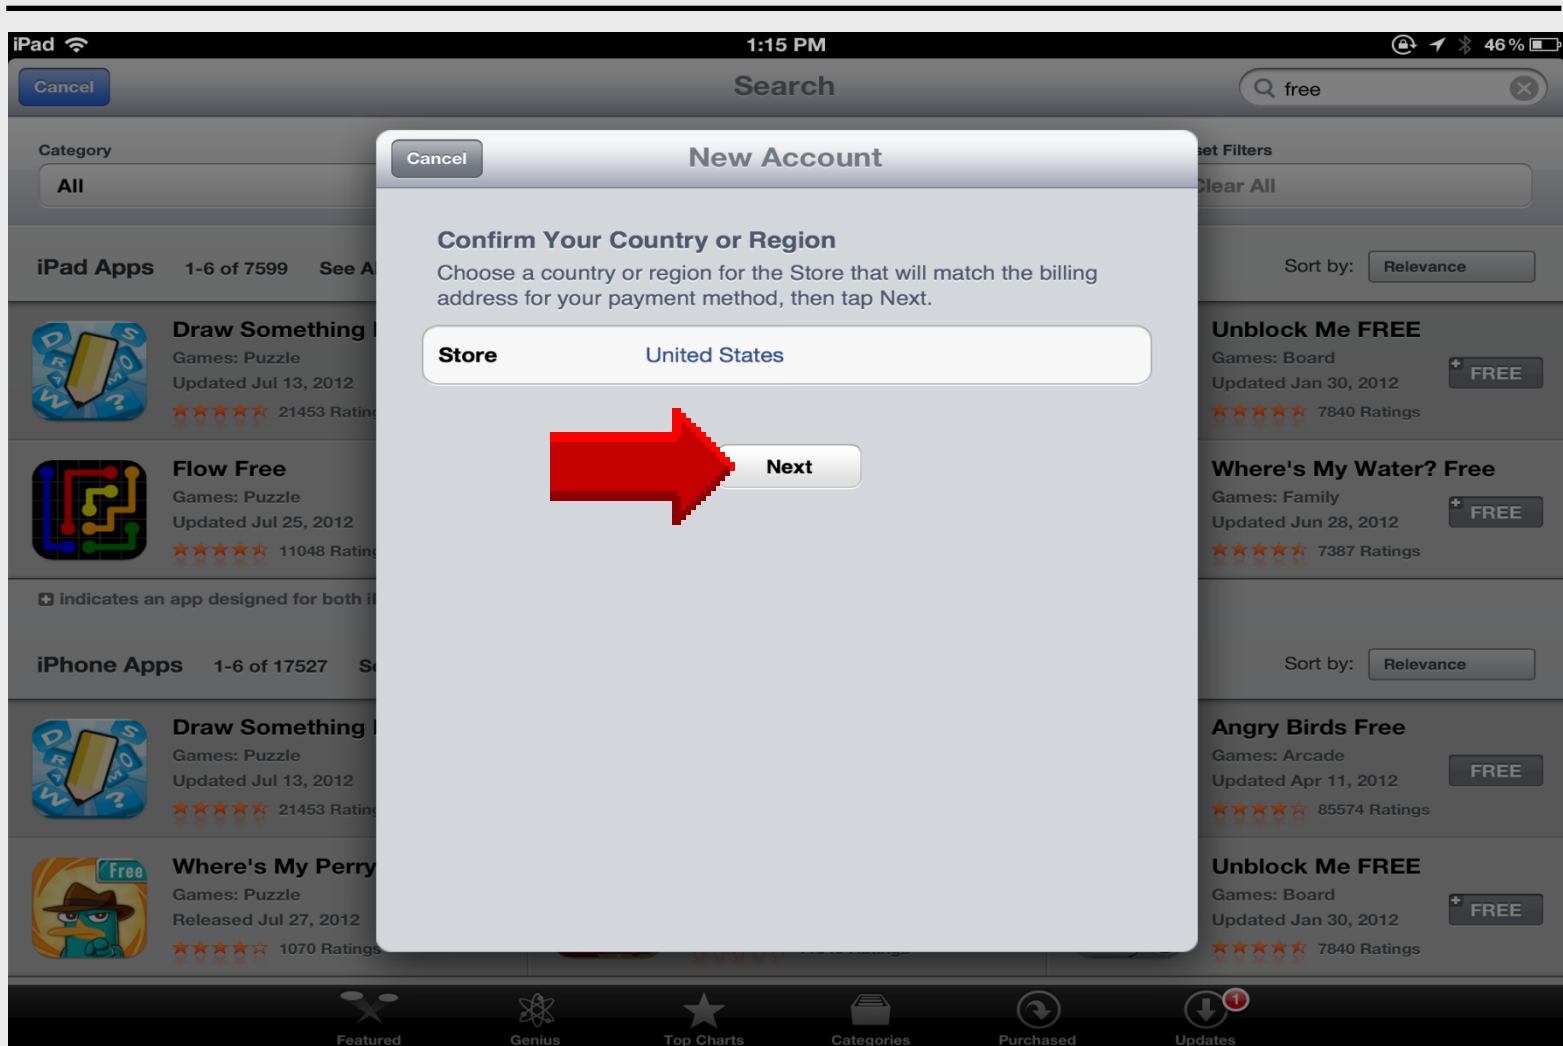 iPad
1:15 PM
46%
Cancel
Search
free
Category
All
set Filters
Clear All
Cancel
New Account
Confirm Your Country or Region
Choose a country or region for the Store that will match the billing
address for your payment method, then tap Next.
Store United States
Next
iPad Apps 1-6 of 7599 See
Sort by: Relevance
Draw Something
Games: Puzzle
Updated Jul 13, 2012
21453
Unblock Me FREE
Games: Board
Updated Jan 30, 2012
7840 Ratings
FREE
Flow Free
Games: Puzzle
Updated Jul 25, 2012
11048
Where's My Water? Free
Games: Family
Updated Jun 28, 2012
7387 Ratings
FREE
indicates an app designed for both
iPhone Apps 1-6 of 17527
Sort by: Relevance
Draw Something
Games: Puzzle
Updated Jul 13, 2012
21453
Angry Birds Free
Games: Arcade
Updated Apr 11, 2012
85574 Ratings
FREE
Free
Where's My Perry
Games: Puzzle
Released Jul 27, 2012
1070 Ratings
Unblock Me FREE
Games: Board
Updated Jan 30, 2012
7840 Ratings
FREE
Featured
Genius
Top Charts
Categories
Purchased
1
Updates